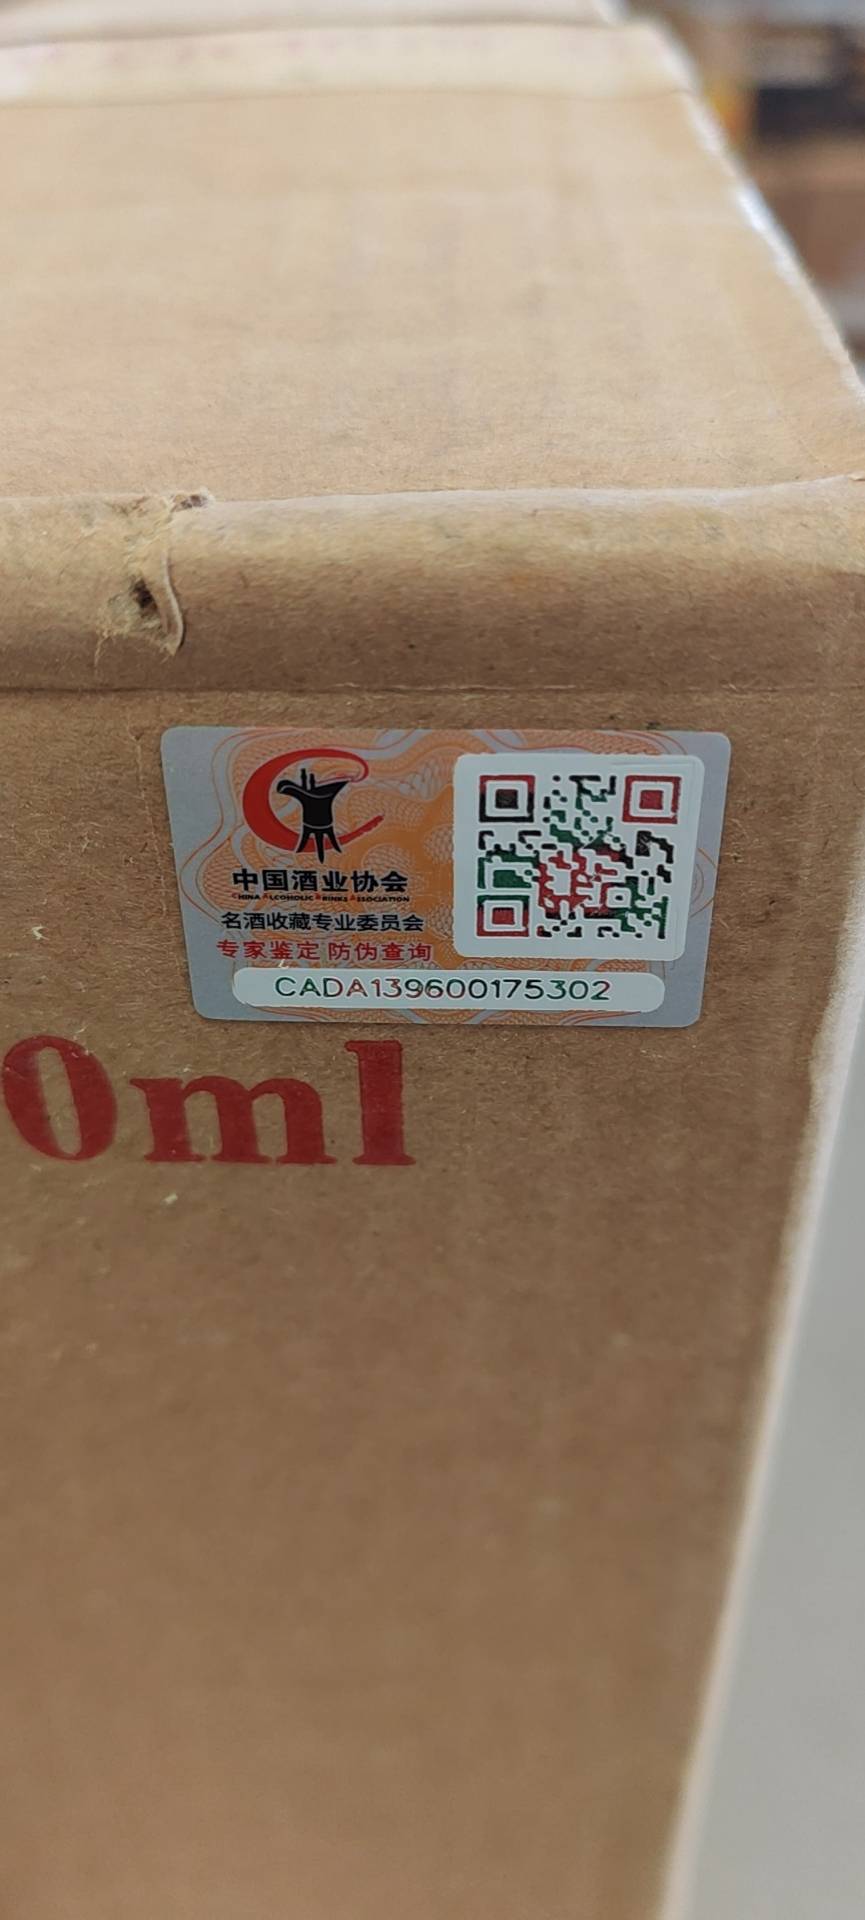 中国酒业协会
CHINA ALCOHOLIC DRINKS ASSOCIATION
名酒收藏专业委员会
专家鉴定 防伪查询
CADA139600175302
0ml